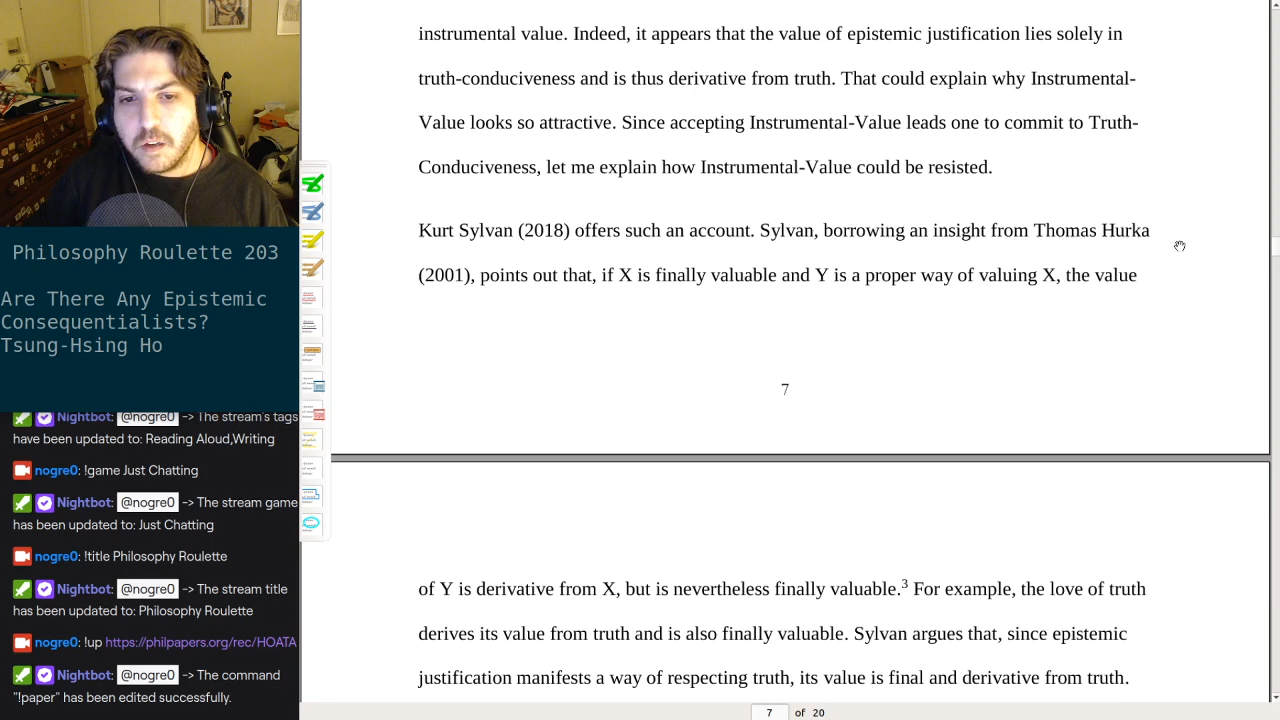 instrumental value. Indeed, it appears that the value of epistemic justification lies solely in
truth-conduciveness and is thus derivative from truth. That could explain why Instrumental-
Value looks so attractive. Since accepting Instrumental-Value leads one to commit to Truth-
Conduciveness, let me explain how Instrumental-Value could be resisted.
Kurt Sylvan (2018) offers such an account. Sylvan, borrowing an insight from Thomas Hurka
(2001), points out that, if X is finally valuable and Y is a proper way of valuing X, the value
7
of Y is derivative from X, but is nevertheless finally valuable.3 For example, the love of truth
derives its value from truth and is also finally valuable. Sylvan argues that, since epistemic
justification manifests a way of respecting truth, its value is final and derivative from truth.
7 of 20
Philosophy Roulette 203
Are There Any Epistemic
Consequentialists?
Tsung-Hsing Ho
Nightbot: @nogre0 -> The stream's tags
have been updated to: Reading Aloud,Writing
nogre0: !game Just Chatting
Nightbot: @nogre0 -> The stream game
has been updated to: Just Chatting
nogre0: !title Philosophy Roulette
Nightbot: @nogre0 -> The stream title
has been updated to: Philosophy Roulette
nogre0: !up https://philpapers.org/rec/HOATA
Nightbot: @nogre0 -> The command
"!paper" has been edited successfully.